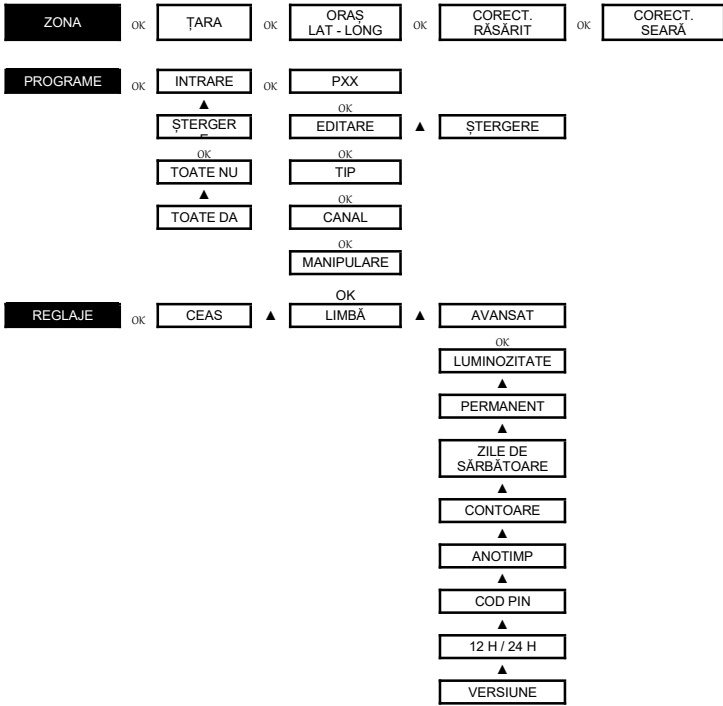 ZONA OK ȚARA OK ORAȘ OK CORECT. OK CORECT.
LAT - LONG RĂSĂRIT SEARĂ
PROGRAME OK INTRARE OK PXX
▲ OK
ȘTERGER EDITARE ▲ ȘTERGERE
OK OK
TOATE NU TIP
▲ OK
TOATE DA CANAL
OK
MANIPULARE
OK
REGLAJE OK CEAS ▲ LIMBĂ ▲ AVANSAT
OK
LUMINOZITATE
▲
PERMANENT
▲
ZILE DE
SĂRBĂTOARE
▲
CONTOARE
▲
ANOTIMP
▲
COD PIN
▲
12 H / 24 H
▲
VERSIUNE